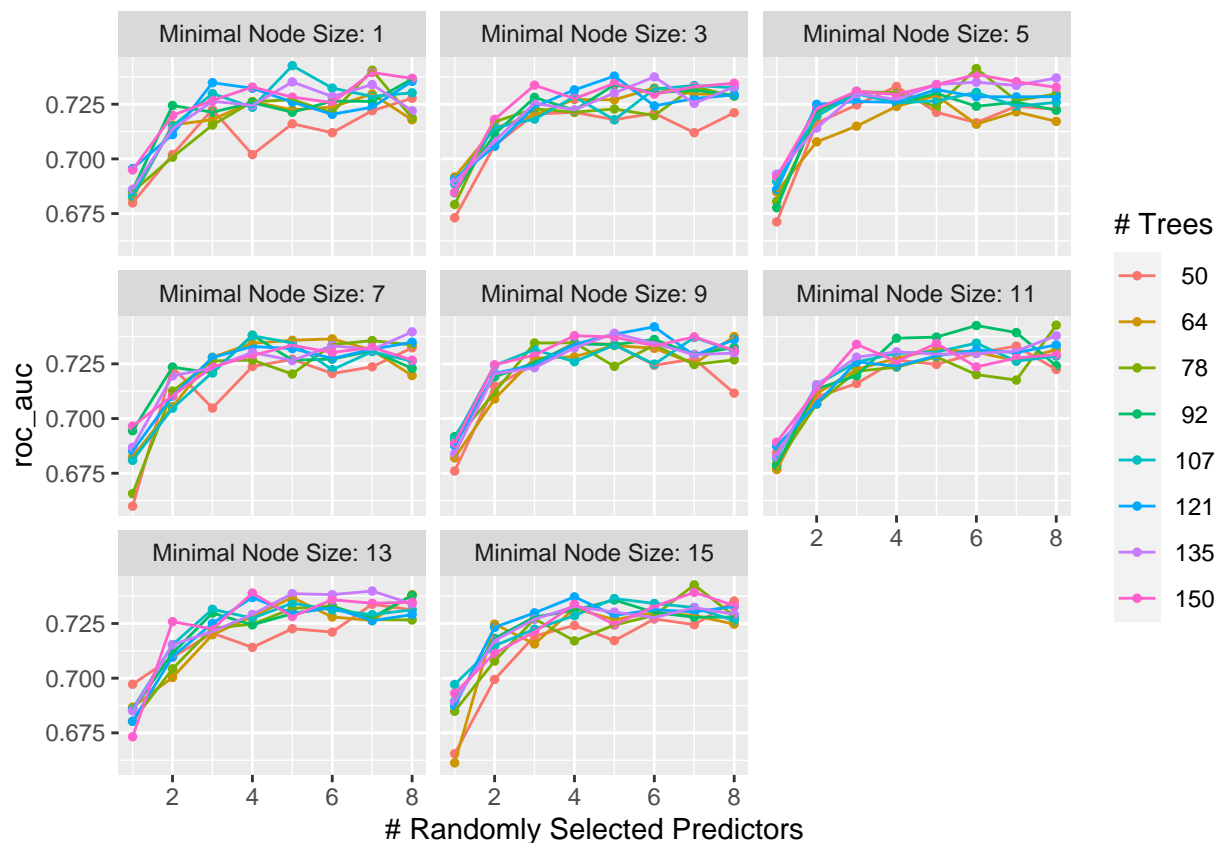 Minimal Node Size: 1 Minimal Node Size: 3 Minimal Node Size: 5
0.725
0.700
0.675
Minimal Node Size: 7 Minimal Node Size: 9 Minimal Node Size: 11
0.725
0.700
0.675
2 4 6 8
Minimal Node Size: 13 Minimal Node Size: 15
0.725
0.700
0.675
2 4 6 8 2 4 6 8
# Randomly Selected Predictors
roc_auc
# Trees
50
64
78
92
107
121
135
150